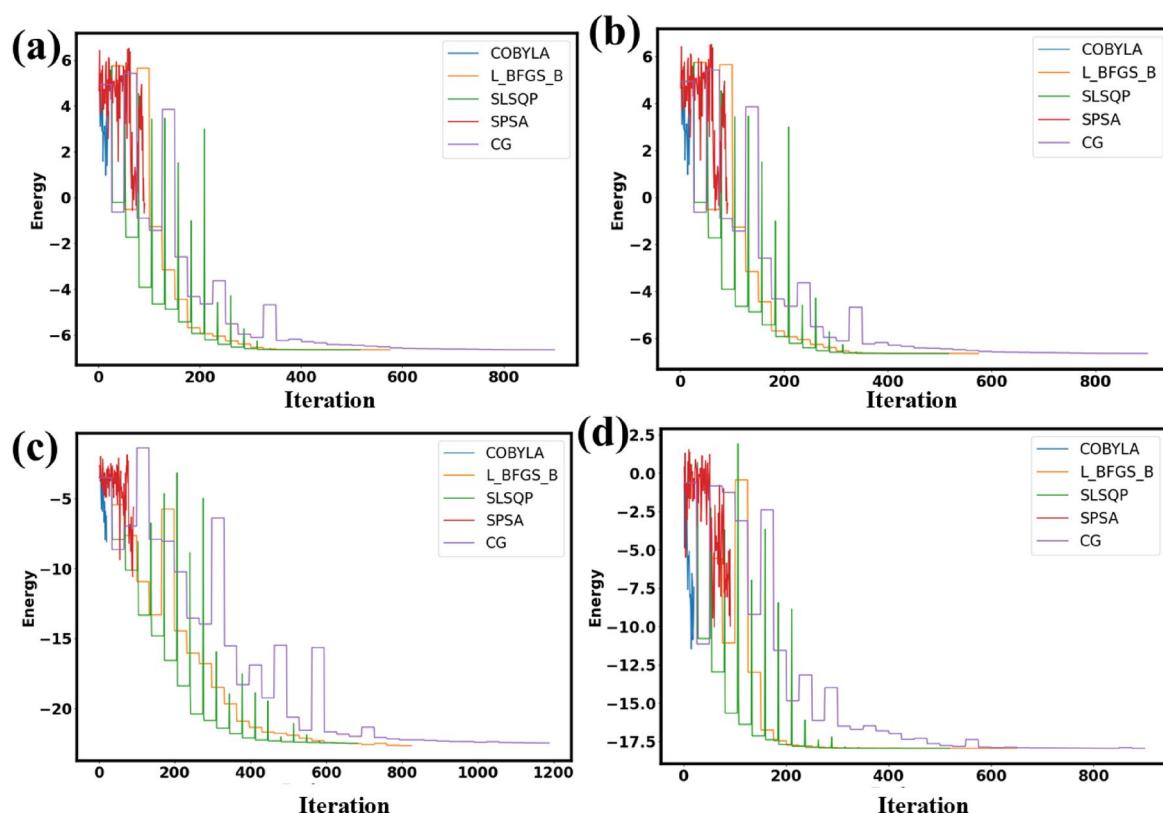 (a)
6
4
2
0
−2
−4
−6
Energy
COBYLA
L_BFGS_B
SLSQP
SPSA
CG
0 200 400 600 800
Iteration
(b)
6
4
2
0
−2
−4
−6
Energy
COBYLA
L_BFGS_B
SLSQP
SPSA
CG
0 200 400 600 800
Iteration
(c)
−5
−10
−15
−20
Energy
COBYLA
L_BFGS_B
SLSQP
SPSA
CG
0 200 400 600 800 1000 1200
Iteration
(d)
2.5
0.0
−2.5
−5.0
−7.5
−10.0
−12.5
−15.0
−17.5
Energy
COBYLA
L_BFGS_B
SLSQP
SPSA
CG
0 200 400 600 800
Iteration